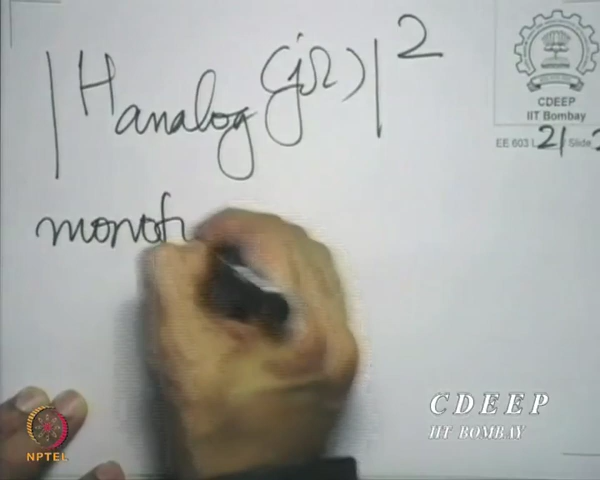 |H analog (jΩ)|²
CDEEP
IIT Bombay
EE 603 L 21 / Slide
monot
CDEEP
IIT BOMBAY
NPTEL